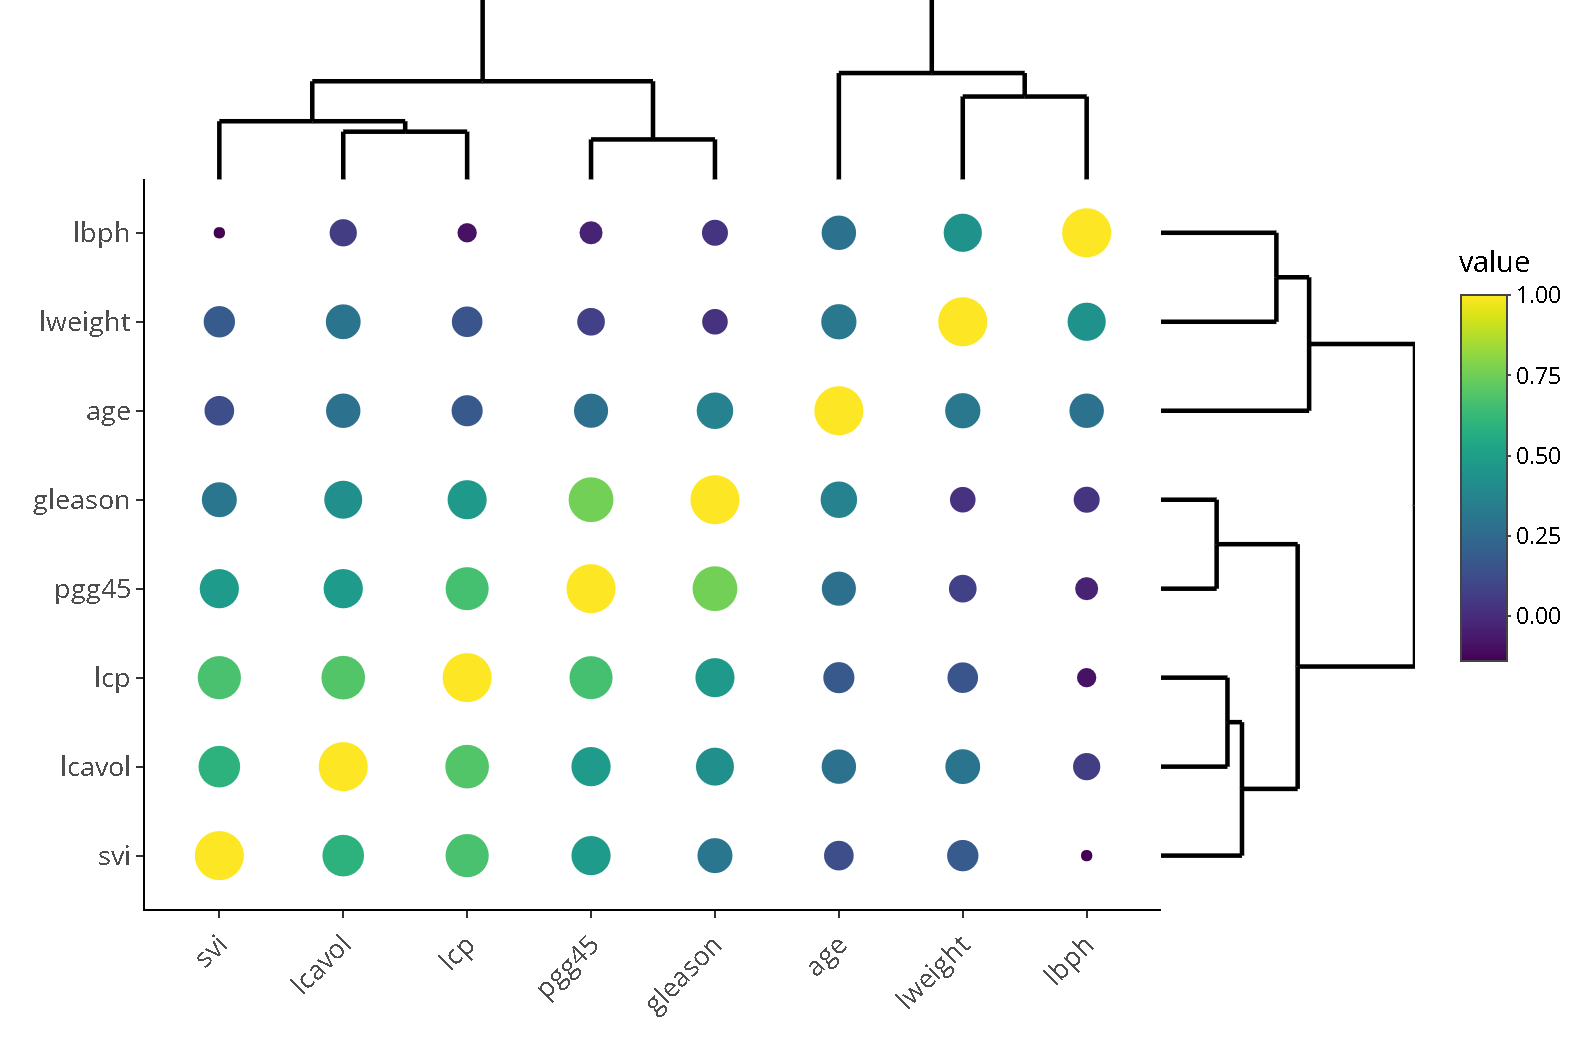 lbph
lweight
age
gleason
pgg45
lcp
lcavol
svi
svi
lcavol
lcp
pgg45
gleason
age
lweight
lbph
value
1.00
0.75
0.50
0.25
0.00